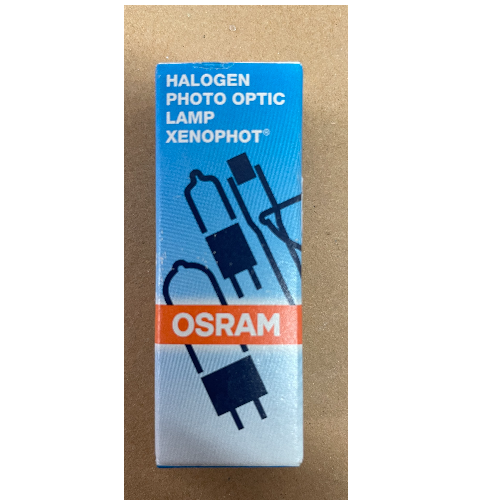 HALOGEN
PHOTO OPTIC
LAMP
XENOPHOT®
OSRAM